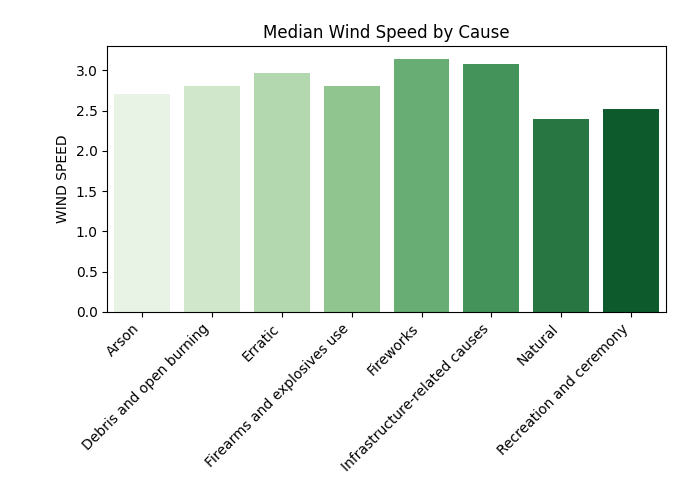 Median Wind Speed by Cause
WIND SPEED
3.0
2.5
2.0
1.5
1.0
0.5
0.0
Arson
Debris and open burning
Erratic
Firearms and explosives use
Fireworks
Infrastructure-related causes
Natural
Recreation and ceremony